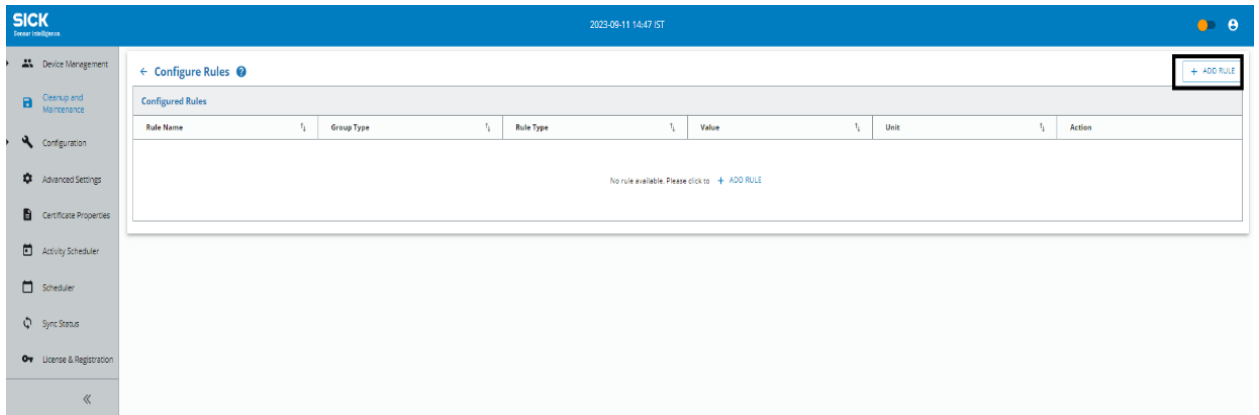 SICK
Sensor Intelligence.
2023-09-11 14:47 IST
Device Management
Cleanup and
Maintenance
Configuration
Advanced Settings
Certificate Properties
Activity Scheduler
Scheduler
Sync Status
License & Registration
Configure Rules
+ ADD RULE
Configured Rules
Rule Name Group Type Rule Type Value Unit Action
No rule available. Please click to + ADD RULE